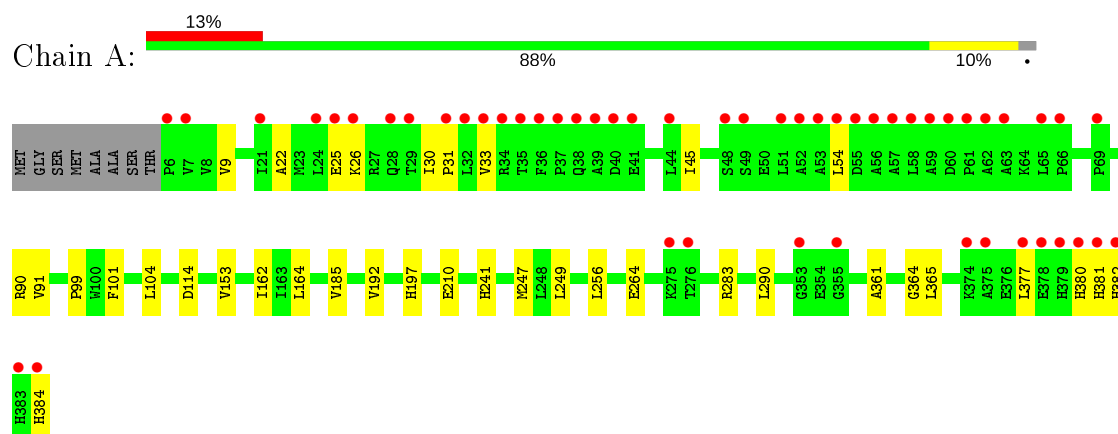 13%
Chain A:
88% 10% •
MET GLY SER MET ALA ALA SER THR P6 V7 V8 V9 I21 A22 M23 L24 E25 K26 R27 Q28 T29 I30 P31 L32 V33 R34 T35 F36 P37 Q38 A39 D40 E41 L44 I45 S48 S49 E50 L51 A52 A53 L54 D55 A56 A57 L58 A59 D60 P61 A62 A63 K64 L65 P66 P69
R90 V91 P99 W100 F101 L104 D114 V153 I162 I163 L164 V185 V192 H197 E210 H241 M247 L248 L249 L256 E264 K275 T276 R283 L290 G353 E354 G355 A361 G364 L365 K374 A375 E376 L377 E378 H379 H380 H381 H382
H383 H384